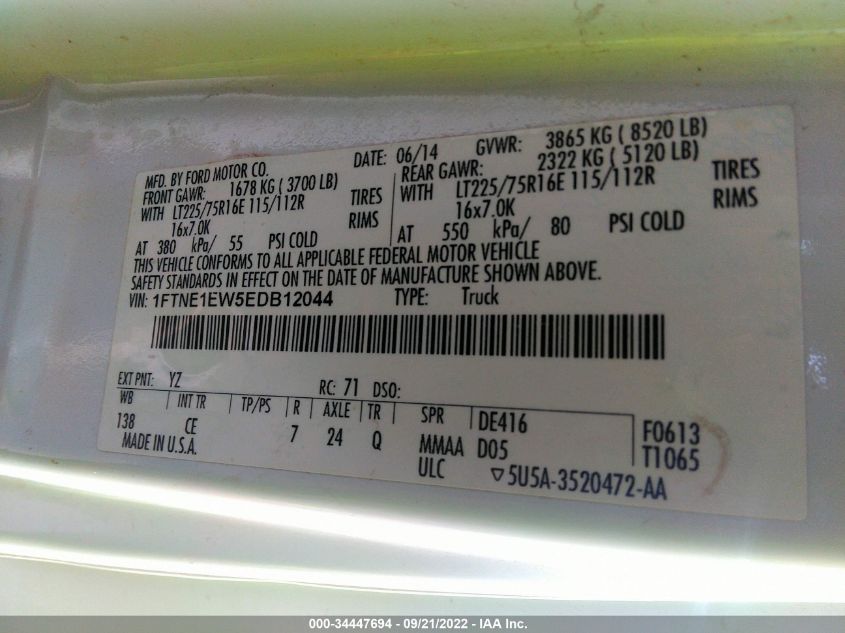 MFD. BY FORD MOTOR CO. DATE: 06/14 GVWR: 3865 KG ( 8520 LB)
FRONT GAWR: 1678 KG ( 3700 LB) REAR GAWR: 2322 KG ( 5120 LB)
WITH LT225/75R16E 115/112R TIRES WITH LT225/75R16E 115/112R TIRES
16x7.0K RIMS 16x7.0K RIMS
AT 380 kPa/ 55 PSI COLD AT 550 kPa/ 80 PSI COLD
THIS VEHICLE CONFORMS TO ALL APPLICABLE FEDERAL MOTOR VEHICLE
SAFETY STANDARDS IN EFFECT ON THE DATE OF MANUFACTURE SHOWN ABOVE.
VIN: 1FTNE1EW5EDB12044 TYPE: Truck
EXT PNT: YZ RC: 71 DSO:
WB INT TR TP/PS R AXLE TR SPR DE416 F0613
138 CE 7 24 Q MMAA D05 T1065
MADE IN U.S.A. ULC ▽5U5A-3520472-AA
000-34447694 - 09/21/2022 - IAA Inc.